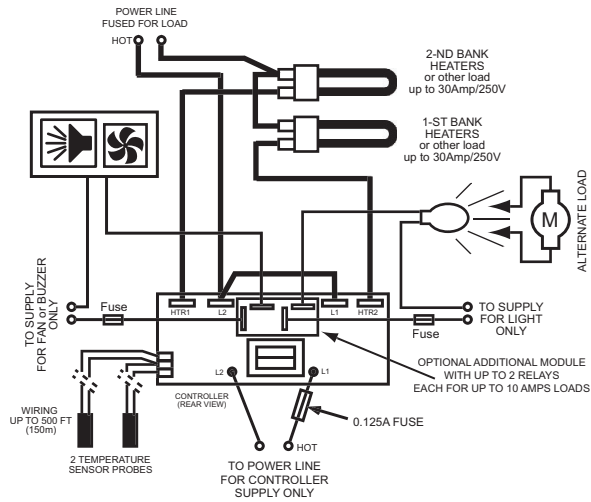 POWER LINE
FUSED FOR LOAD
HOT
2-ND BANK
HEATERS
or other load
up to 30Amp/250V
1-ST BANK
HEATERS
or other load
up to 30Amp/250V
M
ALTERNATE LOAD
TO SUPPLY
FOR FAN or BUZZER
ONLY
Fuse
HTR1
L2
L1
HTR2
Fuse
TO SUPPLY
FOR LIGHT
ONLY
OPTIONAL ADDITIONAL MODULE
WITH UP TO 2 RELAYS
EACH FOR UP TO 10 AMPS LOADS
L2
L1
CONTROLLER
(REAR VIEW)
0.125A FUSE
WIRING
UP TO 500 FT
(150m)
2 TEMPERATURE
SENSOR PROBES
HOT
TO POWER LINE
FOR CONTROLLER
SUPPLY ONLY